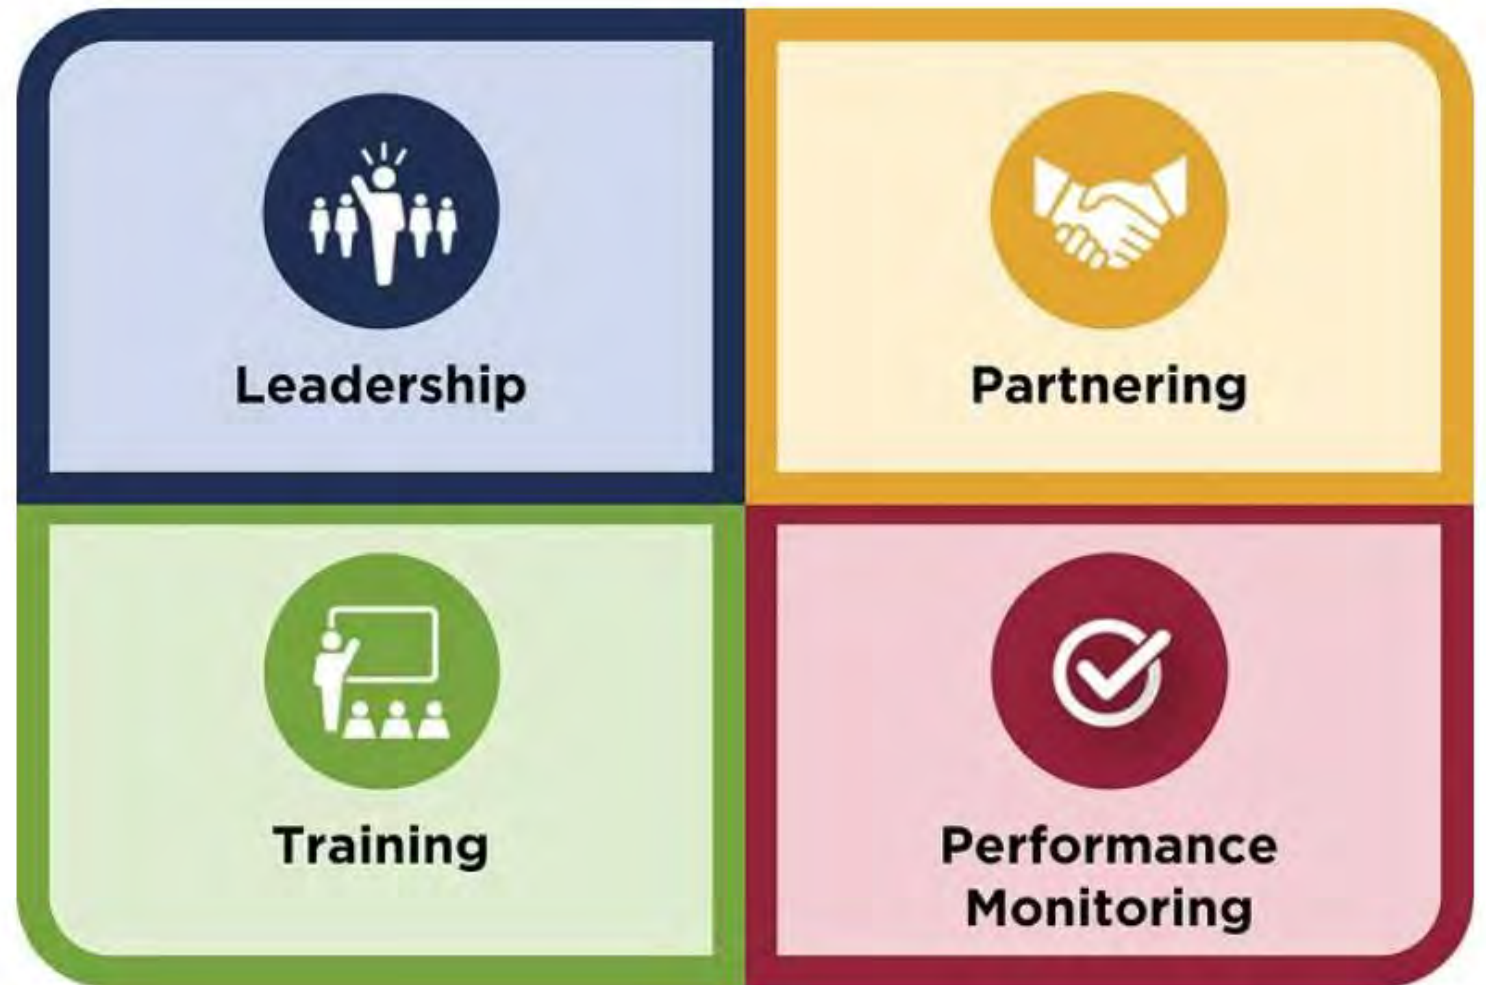 Leadership
Partnering
Training
Performance
Monitoring